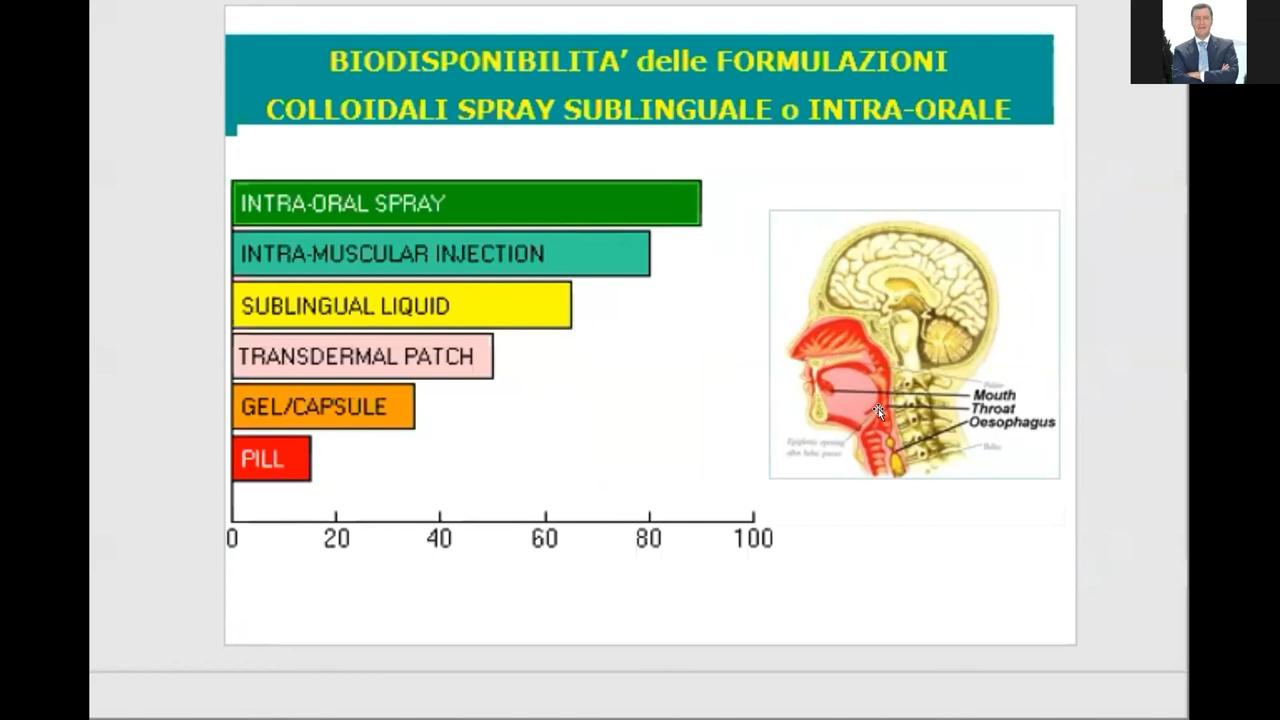 BIODISPONIBILITA’ delle FORMULAZIONI
COLLOIDALI SPRAY SUBLINGUALE o INTRA-ORALE
INTRA-ORAL SPRAY
INTRA-MUSCULAR INJECTION
SUBLINGUAL LIQUID
TRANSDERMAL PATCH
GEL/CAPSULE
PILL
0 20 40 60 80 100
Mouth
Throat
Oesophagus